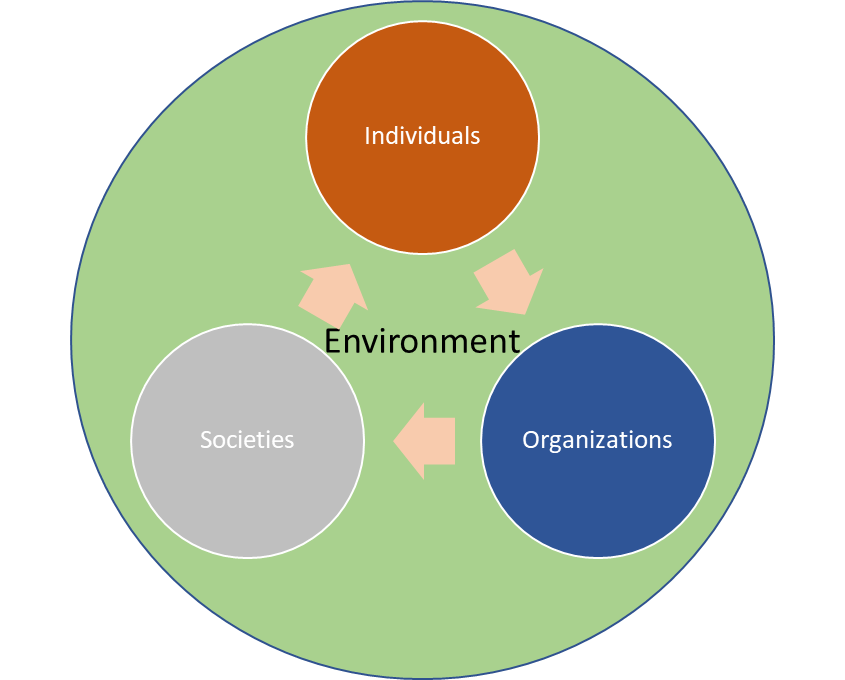 Individuals
Environment
Societies
Organizations